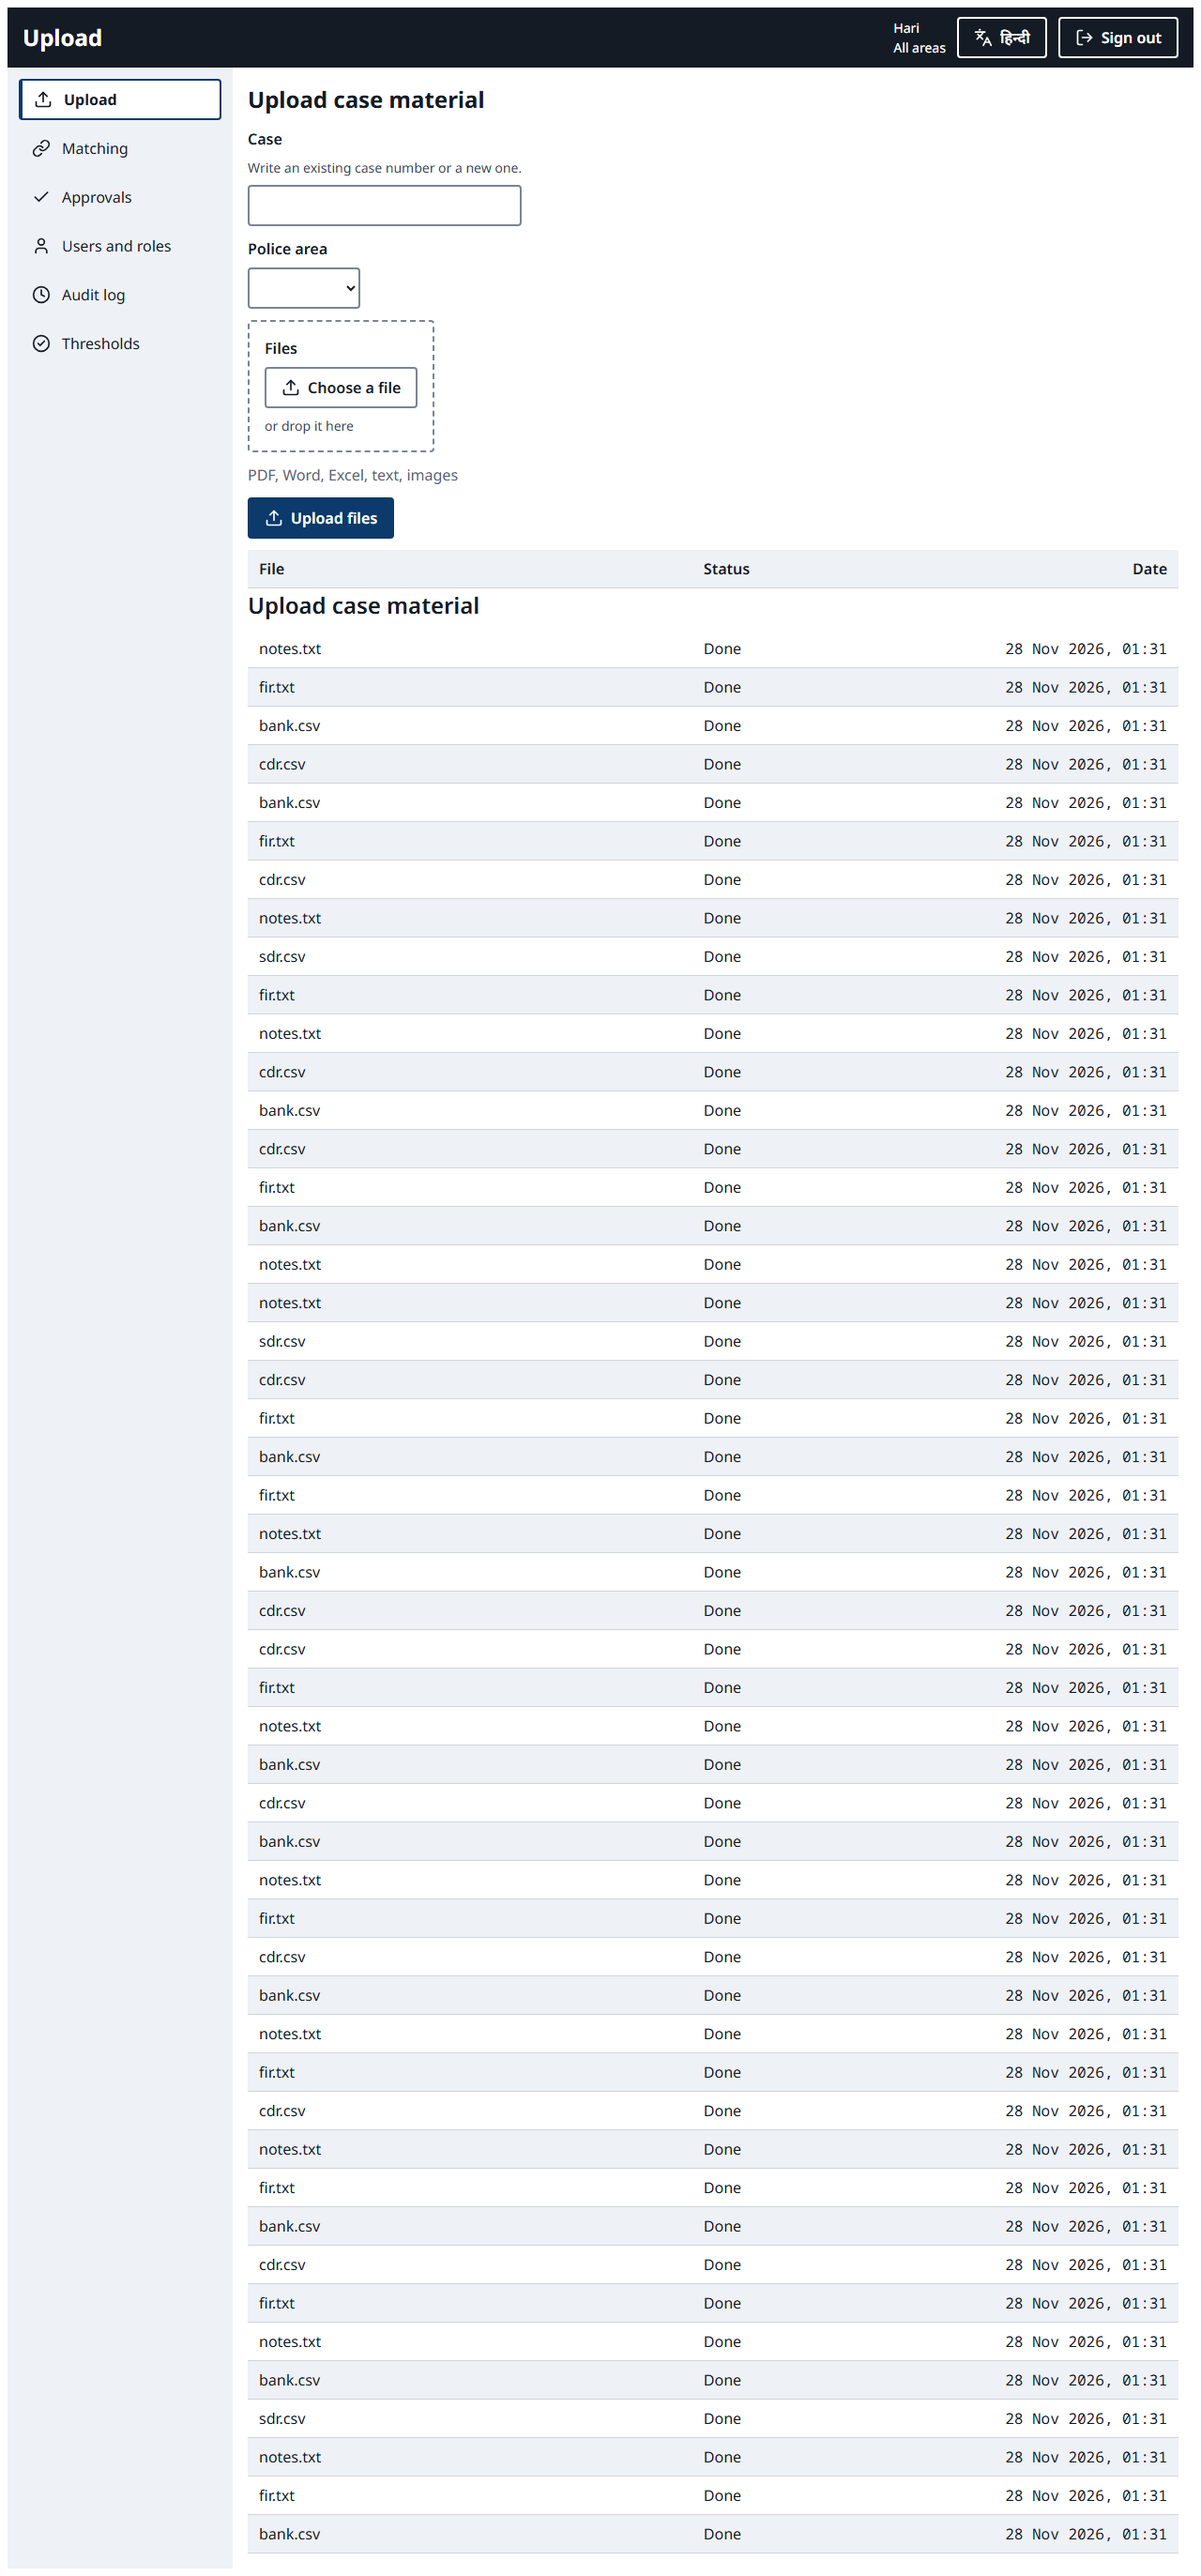 Upload
Hari
All areas
हिन्दी
Sign out
Upload
Matching
Approvals
Users and roles
Audit log
Thresholds
Upload case material
Case
Write an existing case number or a new one.
Police area
Files
Choose a file
or drop it here
PDF, Word, Excel, text, images
Upload files
File Status Date
Upload case material
notes.txt Done 28 Nov 2026, 01:31
fir.txt Done 28 Nov 2026, 01:31
bank.csv Done 28 Nov 2026, 01:31
cdr.csv Done 28 Nov 2026, 01:31
bank.csv Done 28 Nov 2026, 01:31
fir.txt Done 28 Nov 2026, 01:31
cdr.csv Done 28 Nov 2026, 01:31
notes.txt Done 28 Nov 2026, 01:31
sdr.csv Done 28 Nov 2026, 01:31
fir.txt Done 28 Nov 2026, 01:31
notes.txt Done 28 Nov 2026, 01:31
cdr.csv Done 28 Nov 2026, 01:31
bank.csv Done 28 Nov 2026, 01:31
cdr.csv Done 28 Nov 2026, 01:31
fir.txt Done 28 Nov 2026, 01:31
bank.csv Done 28 Nov 2026, 01:31
notes.txt Done 28 Nov 2026, 01:31
notes.txt Done 28 Nov 2026, 01:31
sdr.csv Done 28 Nov 2026, 01:31
cdr.csv Done 28 Nov 2026, 01:31
fir.txt Done 28 Nov 2026, 01:31
bank.csv Done 28 Nov 2026, 01:31
fir.txt Done 28 Nov 2026, 01:31
notes.txt Done 28 Nov 2026, 01:31
bank.csv Done 28 Nov 2026, 01:31
cdr.csv Done 28 Nov 2026, 01:31
cdr.csv Done 28 Nov 2026, 01:31
fir.txt Done 28 Nov 2026, 01:31
notes.txt Done 28 Nov 2026, 01:31
bank.csv Done 28 Nov 2026, 01:31
cdr.csv Done 28 Nov 2026, 01:31
bank.csv Done 28 Nov 2026, 01:31
notes.txt Done 28 Nov 2026, 01:31
fir.txt Done 28 Nov 2026, 01:31
cdr.csv Done 28 Nov 2026, 01:31
bank.csv Done 28 Nov 2026, 01:31
notes.txt Done 28 Nov 2026, 01:31
fir.txt Done 28 Nov 2026, 01:31
cdr.csv Done 28 Nov 2026, 01:31
notes.txt Done 28 Nov 2026, 01:31
fir.txt Done 28 Nov 2026, 01:31
bank.csv Done 28 Nov 2026, 01:31
cdr.csv Done 28 Nov 2026, 01:31
fir.txt Done 28 Nov 2026, 01:31
notes.txt Done 28 Nov 2026, 01:31
bank.csv Done 28 Nov 2026, 01:31
sdr.csv Done 28 Nov 2026, 01:31
notes.txt Done 28 Nov 2026, 01:31
fir.txt Done 28 Nov 2026, 01:31
bank.csv Done 28 Nov 2026, 01:31